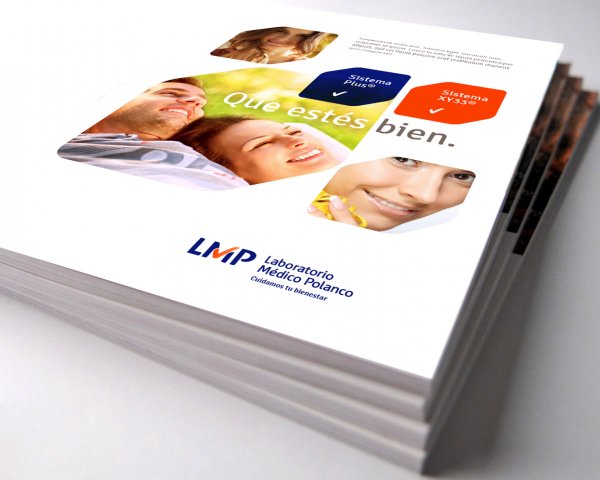 Sistema
Plus®
Sistema
XY33®
Que estés bien.
LMP
Laboratorio
Médico Polanco
Cuidamos tu bienestar